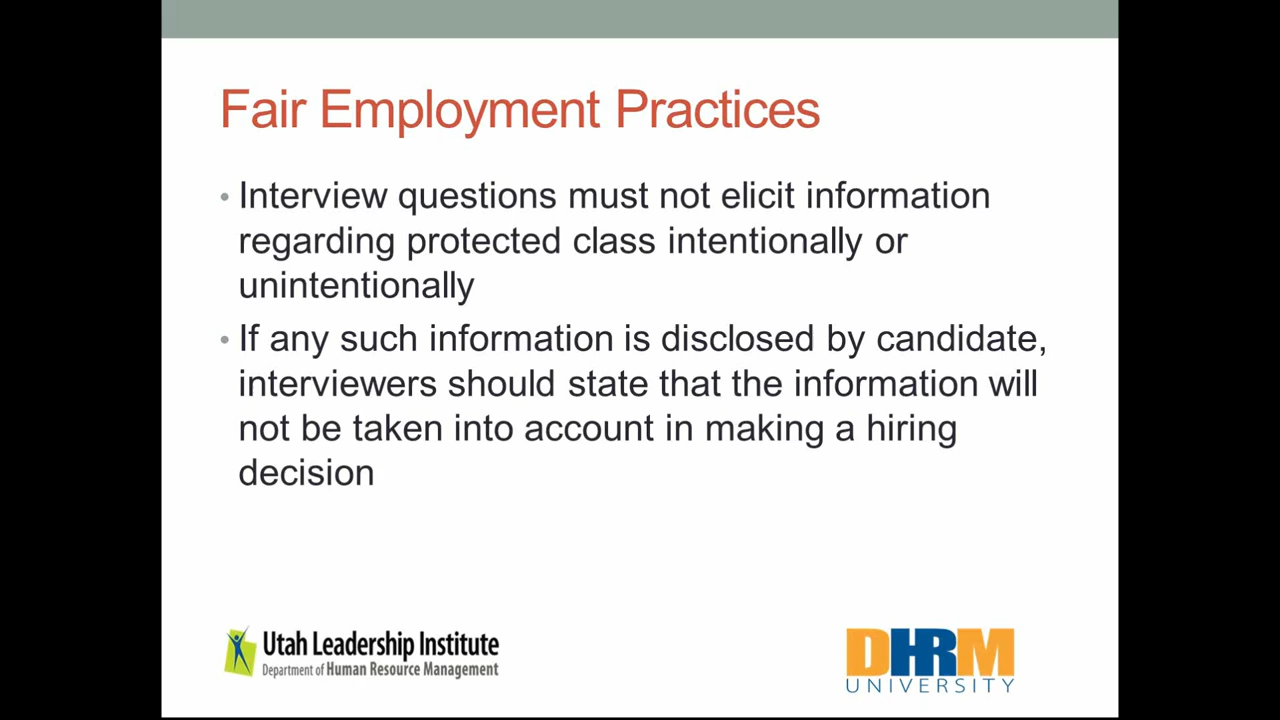 Fair Employment Practices
• Interview questions must not elicit information
regarding protected class intentionally or
unintentionally
• If any such information is disclosed by candidate,
interviewers should state that the information will
not be taken into account in making a hiring
decision
Utah Leadership Institute
Department of Human Resource Management
DHRM
UNIVERSITY